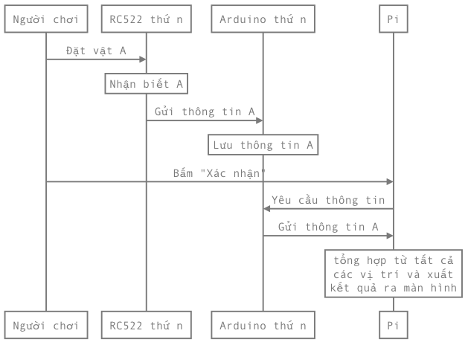 Người chơi
RC522 thứ n
Arduino thứ n
Pi
Đặt vật A
Nhận biết A
Gửi thông tin A
Lưu thông tin A
Bấm "Xác nhận"
Yêu cầu thông tin
Gửi thông tin A
tổng hợp từ tất cả
các vị trí và xuất
kết quả ra màn hình
Người chơi
RC522 thứ n
Arduino thứ n
Pi